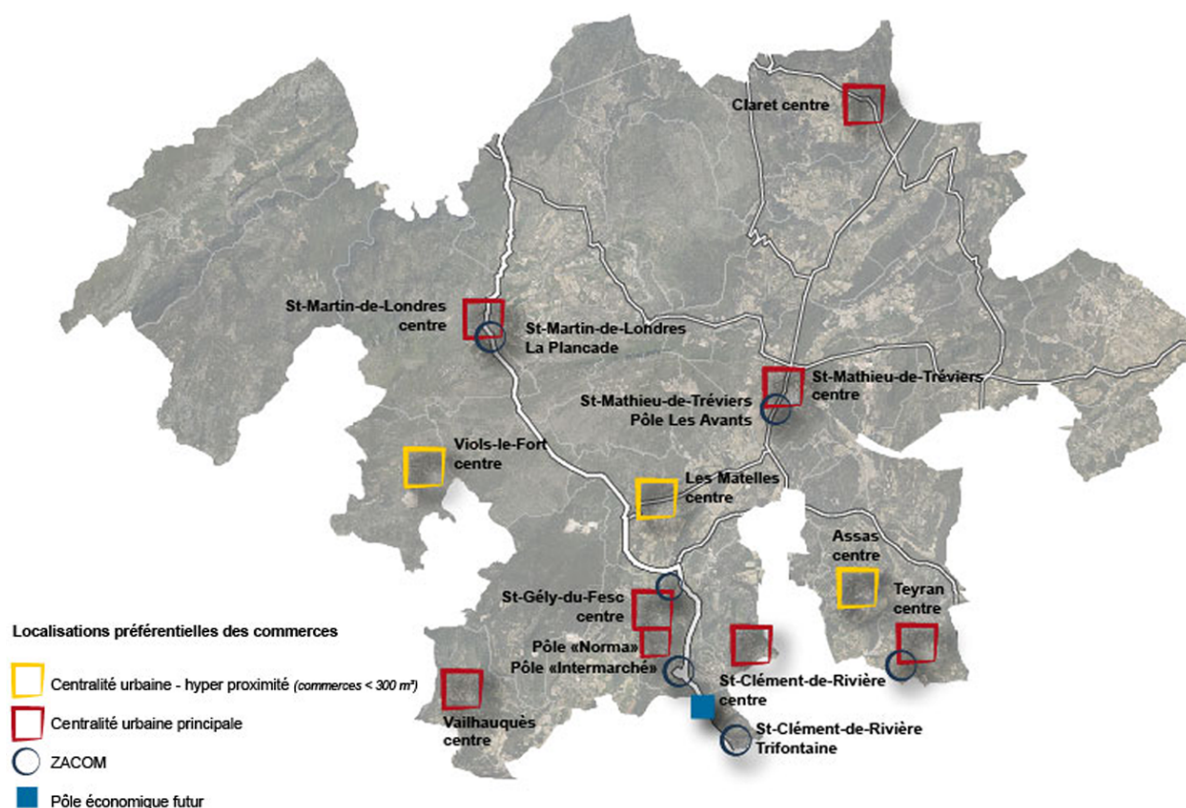 Claret centre
St-Martin-de-Londres
centre
St-Martin-de-Londres
La Plancade
St-Mathieu-de-Tréviers
centre
St-Mathieu-de-Tréviers
Pôle Les Avants
Viols-le-Fort
centre
Les Matelles
centre
Assas
centre
Teyran
centre
St-Gély-du-Fesc
centre
Pôle «Norma»
Pôle «Intermarché»
St-Clément-de-Rivière
centre
Vailhauquès
centre
St-Clément-de-Rivière
Trifontaine
Localisations préférentielles des commerces
Centralité urbaine - hyper proximité (commerces < 300 m²)
Centralité urbaine principale
ZACOM
Pôle économique futur